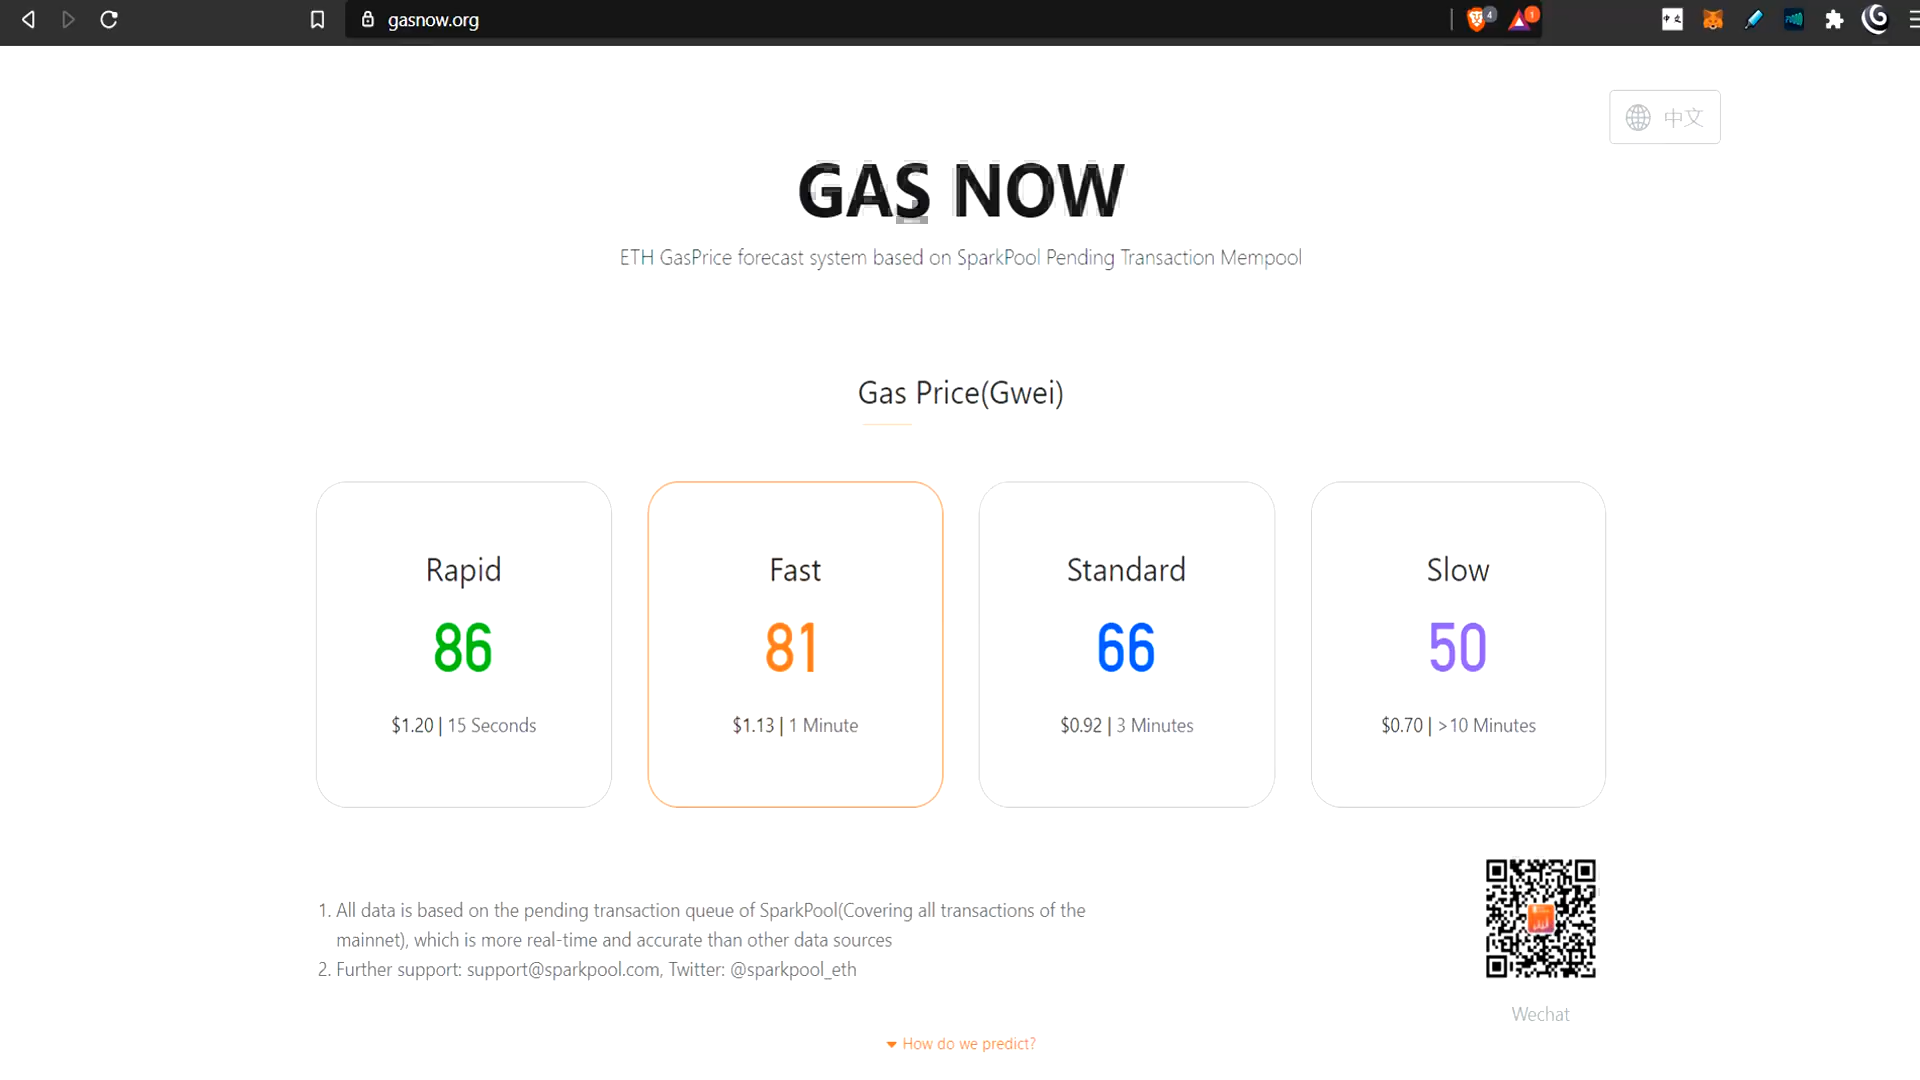 gasnow.org
4
1
中文
GAS NOW
ETH GasPrice forecast system based on SparkPool Pending Transaction Mempool
Gas Price(Gwei)
Rapid
86
$1.20 | 15 Seconds
Fast
81
$1.13 | 1 Minute
Standard
66
$0.92 | 3 Minutes
Slow
50
$0.70 | >10 Minutes
1. All data is based on the pending transaction queue of SparkPool(Covering all transactions of the
mainnet), which is more real-time and accurate than other data sources
2. Further support: support@sparkpool.com, Twitter: @sparkpool_eth
Wechat
How do we predict?